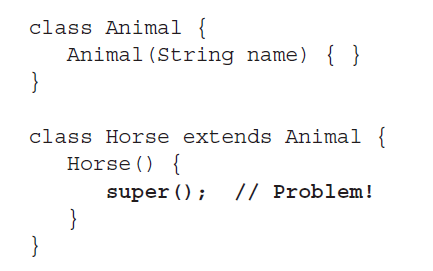 class Animal {
   Animal(String name) { }
}

class Horse extends Animal {
   Horse() {
      super();  // Problem!
   }
}